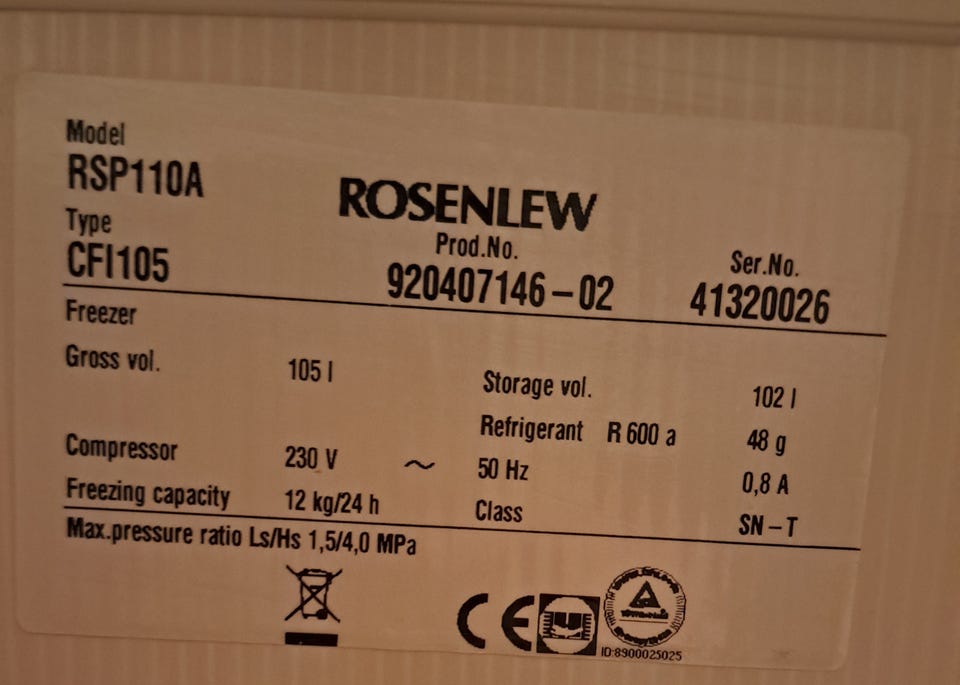 Model
RSP110A
ROSENLEW
Type
Prod.No.
Ser.No.
CFI105
920407146-02
41320026
Freezer
Gross vol. 105 l
Storage vol. 102 l
Refrigerant R 600 a 48 g
Compressor 230 V ~ 50 Hz 0,8 A
Freezing capacity 12 kg/24 h
Class SN-T
Max.pressure ratio Ls/Hs 1,5/4,0 MPa
CE
ID:8900025025